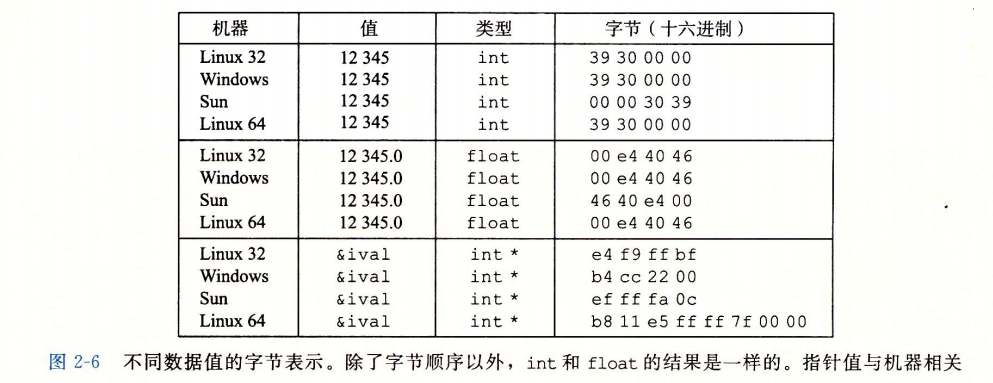 机器 值 类型 字节（十六进制）
Linux 32 12 345 int 39 30 00 00
Windows 12 345 int 39 30 00 00
Sun 12 345 int 00 00 30 39
Linux 64 12 345 int 39 30 00 00
Linux 32 12 345.0 float 00 e4 40 46
Windows 12 345.0 float 00 e4 40 46
Sun 12 345.0 float 46 40 e4 00
Linux 64 12 345.0 float 00 e4 40 46
Linux 32 &ival int * e4 f9 ff bf
Windows &ival int * b4 cc 22 00
Sun &ival int * ef ff fa 0c
Linux 64 &ival int * b8 11 e5 ff ff 7f 00 00
图 2-6 不同数据值的字节表示。除了字节顺序以外，int 和 float 的结果是一样的。指针值与机器相关